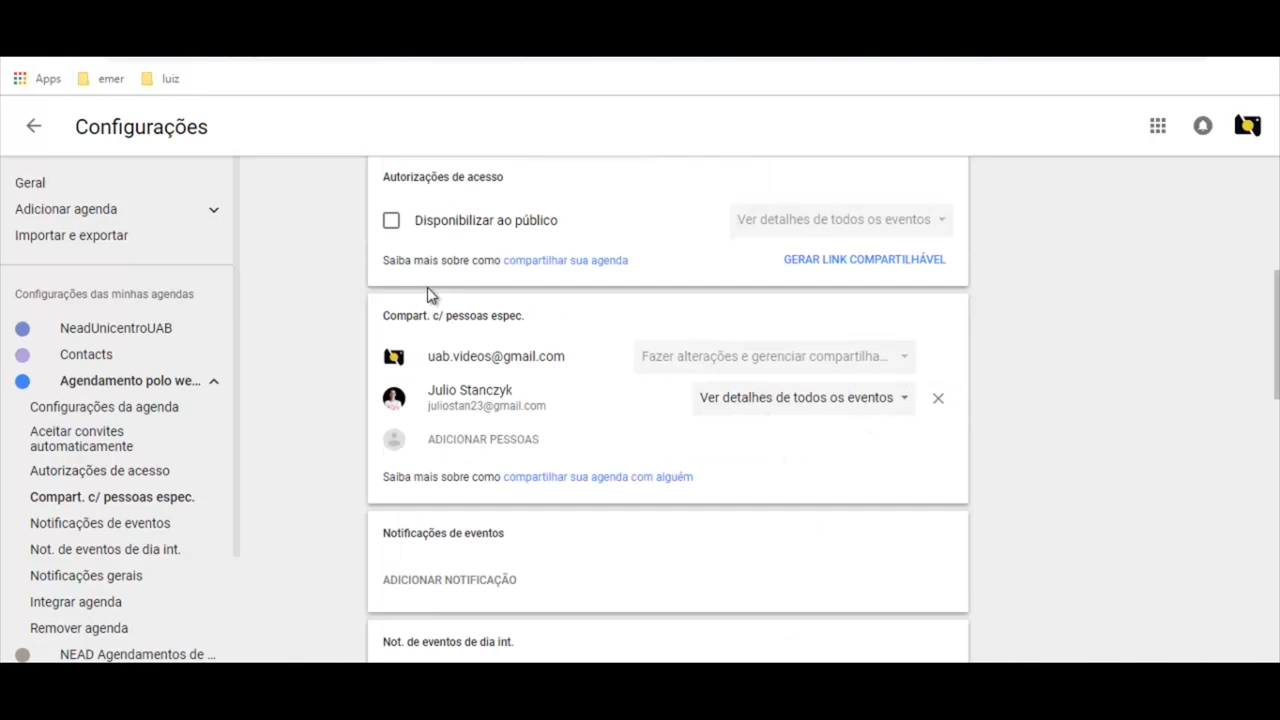 Apps emer luiz
Configurações
Geral
Adicionar agenda
Importar e exportar
Configurações das minhas agendas
NeadUnicentroUAB
Contacts
Agendamento polo we...
Configurações da agenda
Aceitar convites
automaticamente
Autorizações de acesso
Compart. c/ pessoas espec.
Notificações de eventos
Not. de eventos de dia int.
Notificações gerais
Integrar agenda
Remover agenda
NEAD Agendamentos de ...
Autorizações de acesso
Disponibilizar ao público Ver detalhes de todos os eventos
Saiba mais sobre como compartilhar sua agenda GERAR LINK COMPARTILHÁVEL
Compart. c/ pessoas espec.
uab.videos@gmail.com Fazer alterações e gerenciar compartilha...
Julio Stanczyk
juliostan23@gmail.com Ver detalhes de todos os eventos
ADICIONAR PESSOAS
Saiba mais sobre como compartilhar sua agenda com alguém
Notificações de eventos
ADICIONAR NOTIFICAÇÃO
Not. de eventos de dia int.